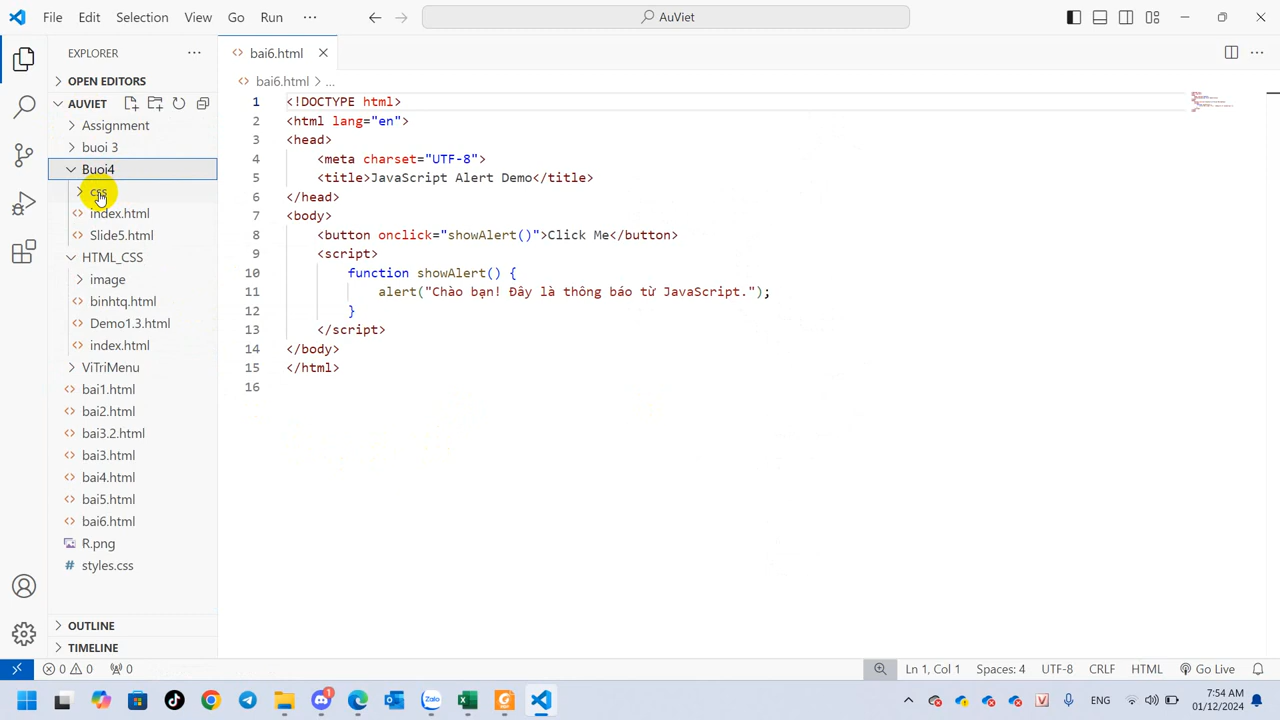 File Edit Selection View Go Run ··· AuViet
EXPLORER ···
OPEN EDITORS
AUVIET
Assignment
buoi 3
Buoi4
css
index.html
Slide5.html
HTML_CSS
image
binhtq.html
Demo1.3.html
index.html
ViTriMenu
bai1.html
bai2.html
bai3.2.html
bai3.html
bai4.html
bai5.html
bai6.html
R.png
# styles.css
OUTLINE
TIMELINE
<> bai6.html
<> bai6.html > ...
1 <!DOCTYPE html>
2 <html lang="en">
3 <head>
4 <meta charset="UTF-8">
5 <title>JavaScript Alert Demo</title>
6 </head>
7 <body>
8 <button onclick="showAlert()">Click Me</button>
9 <script>
10 function showAlert() {
11 alert("Chào bạn! Đây là thông báo từ JavaScript.");
12 }
13 </script>
14 </body>
15 </html>
16
0 0 0 Ln 1, Col 1 Spaces: 4 UTF-8 CRLF HTML Go Live
1 Zalo ENG 7:54 AM
01/12/2024